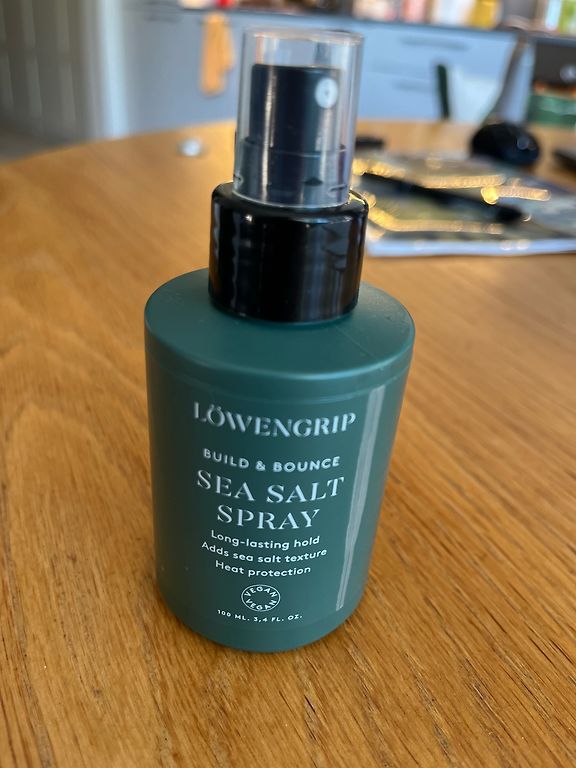 LÖWENGRIP
BUILD & BOUNCE
SEA SALT
SPRAY
Long-lasting hold
Adds sea salt texture
Heat protection
VEGAN
VEGAN
100 ML. 3,4 FL. OZ.